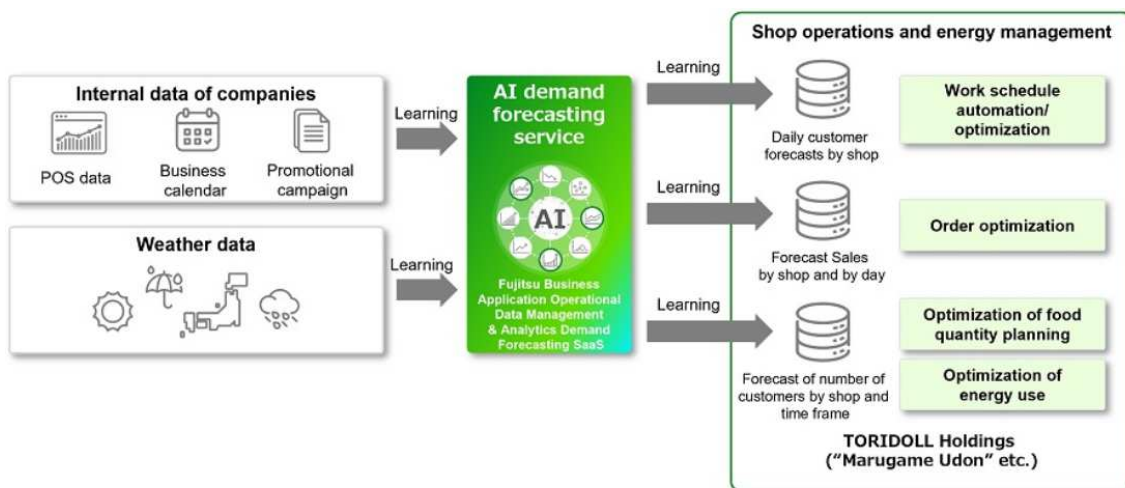 Internal data of companies
POS data
Business
calendar
Promotional
campaign
Weather data
Learning
Learning
AI demand
forecasting
service
AI
Fujitsu Business
Application Operational
Data Management
& Analytics Demand
Forecasting SaaS
Learning
Learning
Learning
Shop operations and energy management
Daily customer
forecasts by shop
Work schedule
automation/
optimization
Forecast Sales
by shop and by day
Order optimization
Forecast of number of
customers by shop and
time frame
Optimization of food
quantity planning
Optimization of
energy use
TORIDOLL Holdings
(“Marugame Udon” etc.)